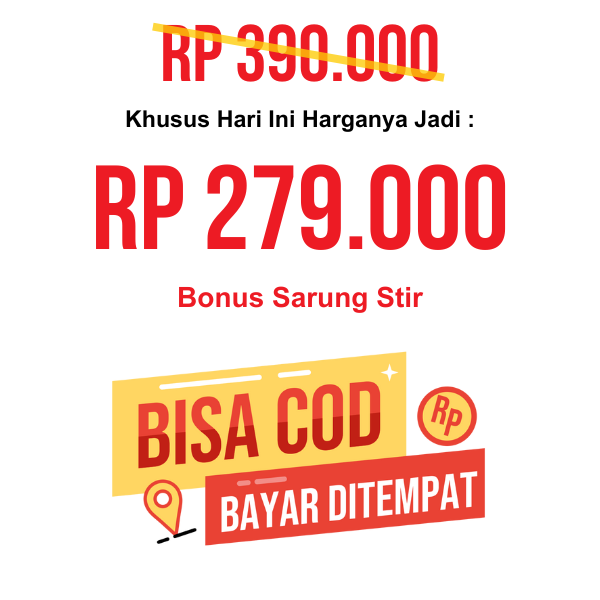 RP 390.000
Khusus Hari Ini Harganya Jadi :
RP 279.000
Bonus Sarung Stir
BISA COD
Rp
BAYAR DITEMPAT